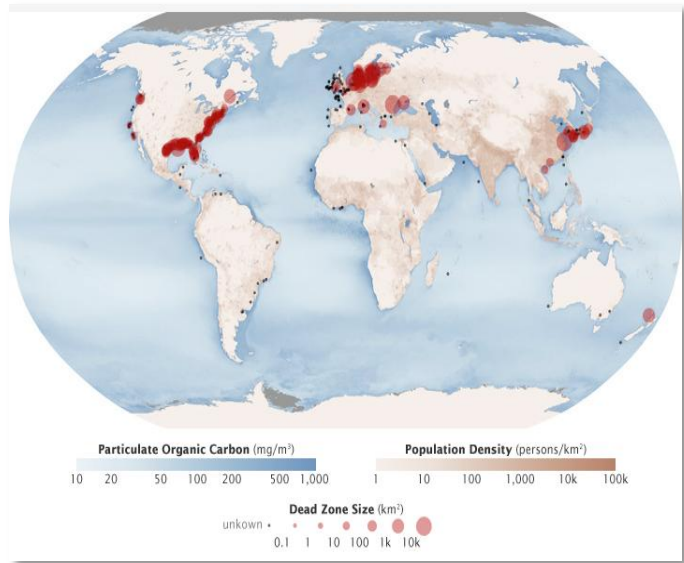 Particulate Organic Carbon (mg/m³)
Population Density (persons/km²)
10 20 50 100 200 500 1,000
1 10 100 1,000 10k 100k
Dead Zone Size (km²)
unkown
0.1 1 10 100 1k 10k